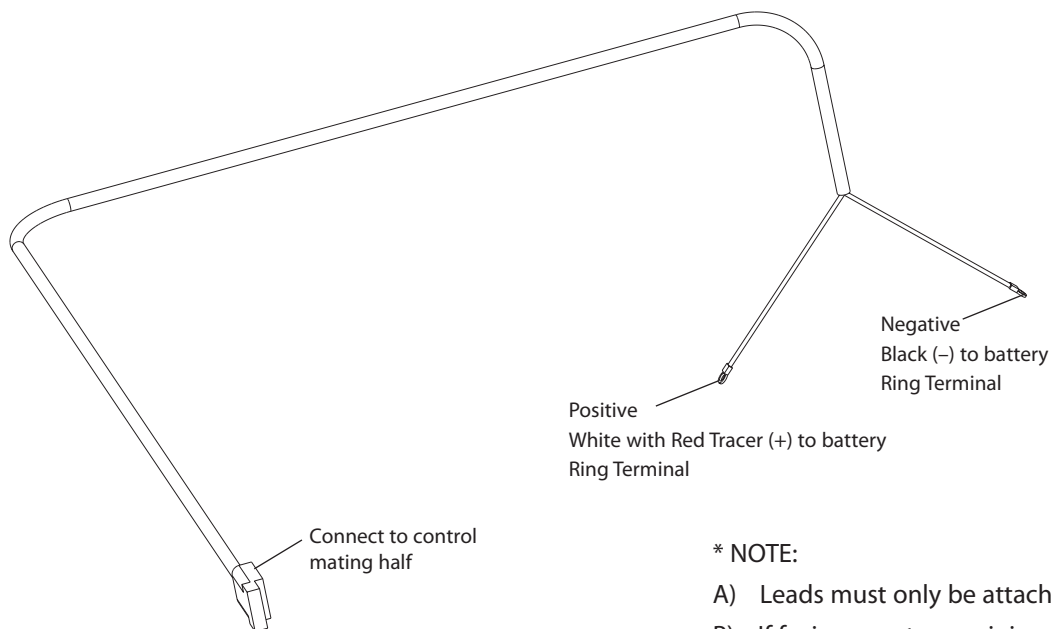 Negative
Black (–) to battery
Ring Terminal
Positive
White with Red Tracer (+) to battery
Ring Terminal
Connect to control
mating half
* NOTE:
A) Leads must only be attach